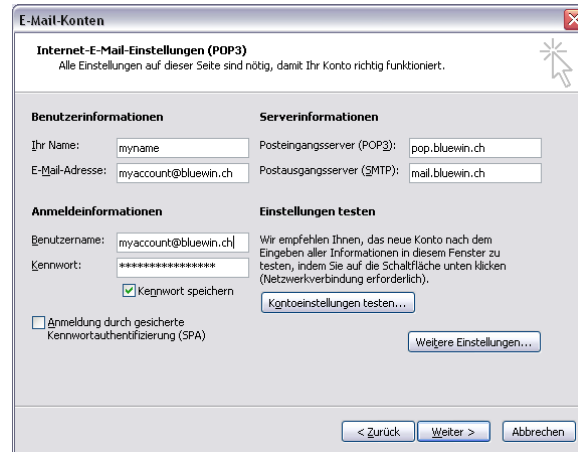 E-Mail-Konten
Internet-E-Mail-Einstellungen (POP3)
Alle Einstellungen auf dieser Seite sind nötig, damit Ihr Konto richtig funktioniert.
Benutzerinformationen
Ihr Name: myname
E-Mail-Adresse: myaccount@bluewin.ch
Serverinformationen
Posteingangsserver (POP3): pop.bluewin.ch
Postausgangsserver (SMTP): mail.bluewin.ch
Anmeldeinformationen
Benutzername: myaccount@bluewin.ch
Kennwort: ****************
Kennwort speichern
Anmeldung durch gesicherte
Kennwortauthentifizierung (SPA)
Einstellungen testen
Wir empfehlen Ihnen, das neue Konto nach dem
Eingeben aller Informationen in diesem Fenster zu
testen, indem Sie auf die Schaltfläche unten klicken
(Netzwerkverbindung erforderlich).
Kontoeinstellungen testen...
Weitere Einstellungen...
< Zurück
Weiter >
Abbrechen